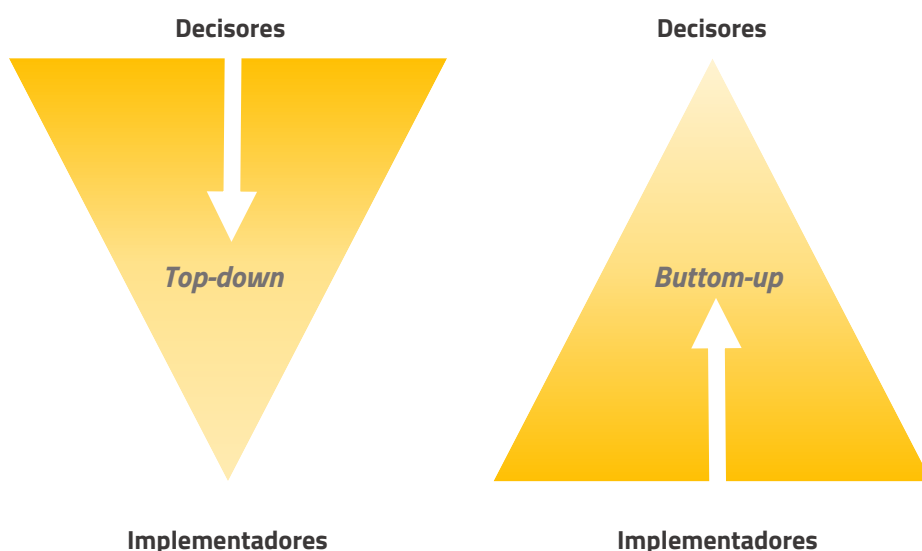 Decisores
Decisores
Top-down
Buttom-up
Implementadores
Implementadores